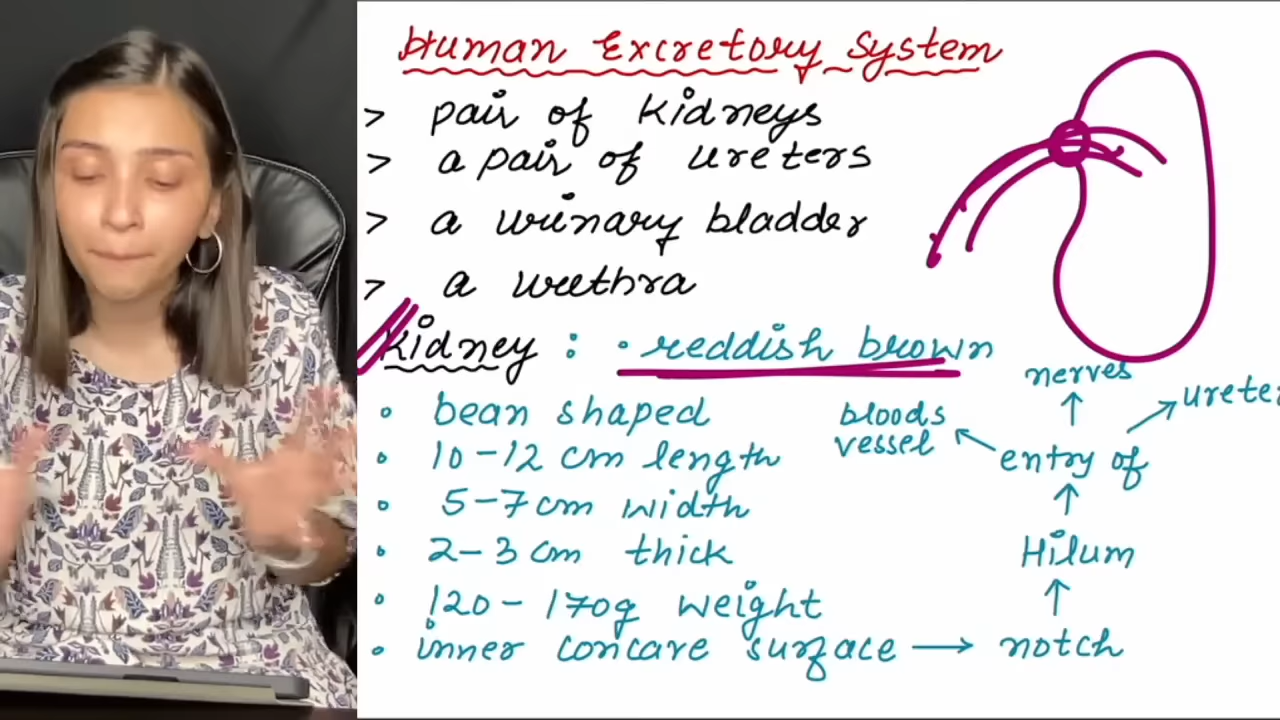 Human Excretory System
> pair of Kidneys
> a pair of ureters
> a urinary bladder
> a urethra
Kidney : • reddish brown
• bean shaped
• 10-12 cm length
• 5-7cm width
• 2-3 cm thick
• 120-170g weight
• inner concave surface → notch
Hilum
entry of
bloods vessel
nerves
ureter